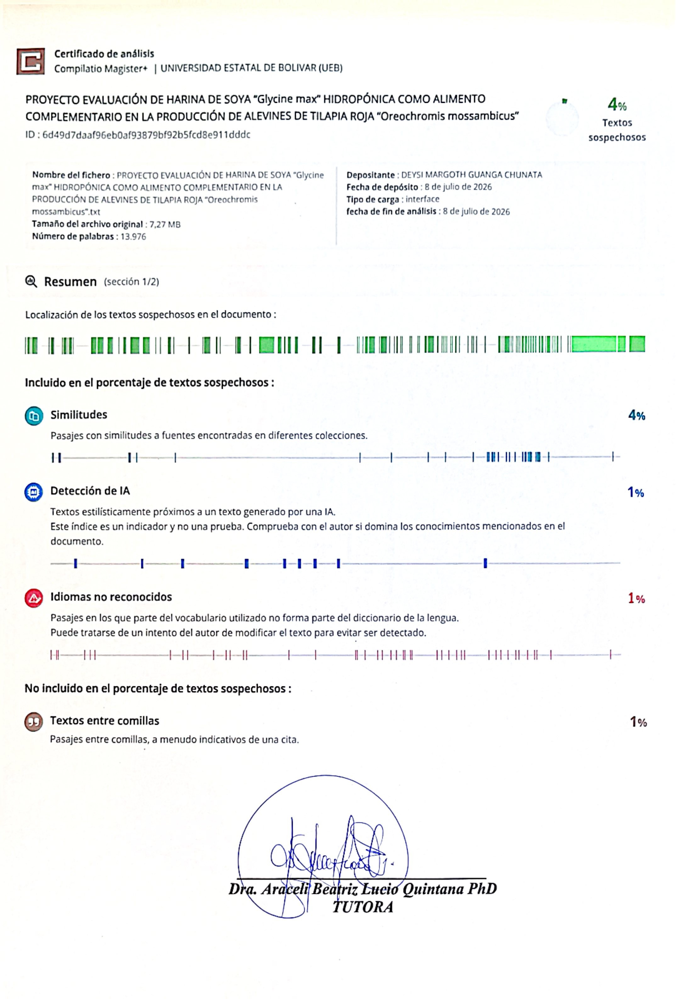 Certificado de análisis
Compilatio Magister+ | UNIVERSIDAD ESTATAL DE BOLIVAR (UEB)
PROYECTO EVALUACIÓN DE HARINA DE SOYA "Glycine max" HIDROPÓNICA COMO ALIMENTO
COMPLEMENTARIO EN LA PRODUCCIÓN DE ALEVINES DE TILAPIA ROJA "Oreochromis mossambicus"
ID : 6d49d7daaf96eb0af93879bf92b5fcd8e911dddc
4%
Textos
sospechosos
Nombre del fichero : PROYECTO EVALUACIÓN DE HARINA DE SOYA "Glycine
max" HIDROPÓNICA COMO ALIMENTO COMPLEMENTARIO EN LA
PRODUCCIÓN DE ALEVINES DE TILAPIA ROJA "Oreochromis
mossambicus".txt
Tamaño del archivo original : 7,27 MB
Número de palabras : 13.976
Depositante : DEYSI MARGOTH GUANGA CHUNATA
Fecha de depósito : 8 de julio de 2026
Tipo de carga : interface
fecha de fin de análisis : 8 de julio de 2026
Resumen (sección 1/2)
Localización de los textos sospechosos en el documento :
Incluido en el porcentaje de textos sospechosos :
Similitudes 4%
Pasajes con similitudes a fuentes encontradas en diferentes colecciones.
Detección de IA 1%
Textos estilísticamente próximos a un texto generado por una IA.
Este índice es un indicador y no una prueba. Comprueba con el autor si domina los conocimientos mencionados en el
documento.
Idiomas no reconocidos 1%
Pasajes en los que parte del vocabulario utilizado no forma parte del diccionario de la lengua.
Puede tratarse de un intento del autor de modificar el texto para evitar ser detectado.
No incluido en el porcentaje de textos sospechosos :
Textos entre comillas 1%
Pasajes entre comillas, a menudo indicativos de una cita.
Dra. Araceli Beatriz Lucio Quintana PhD
TUTORA